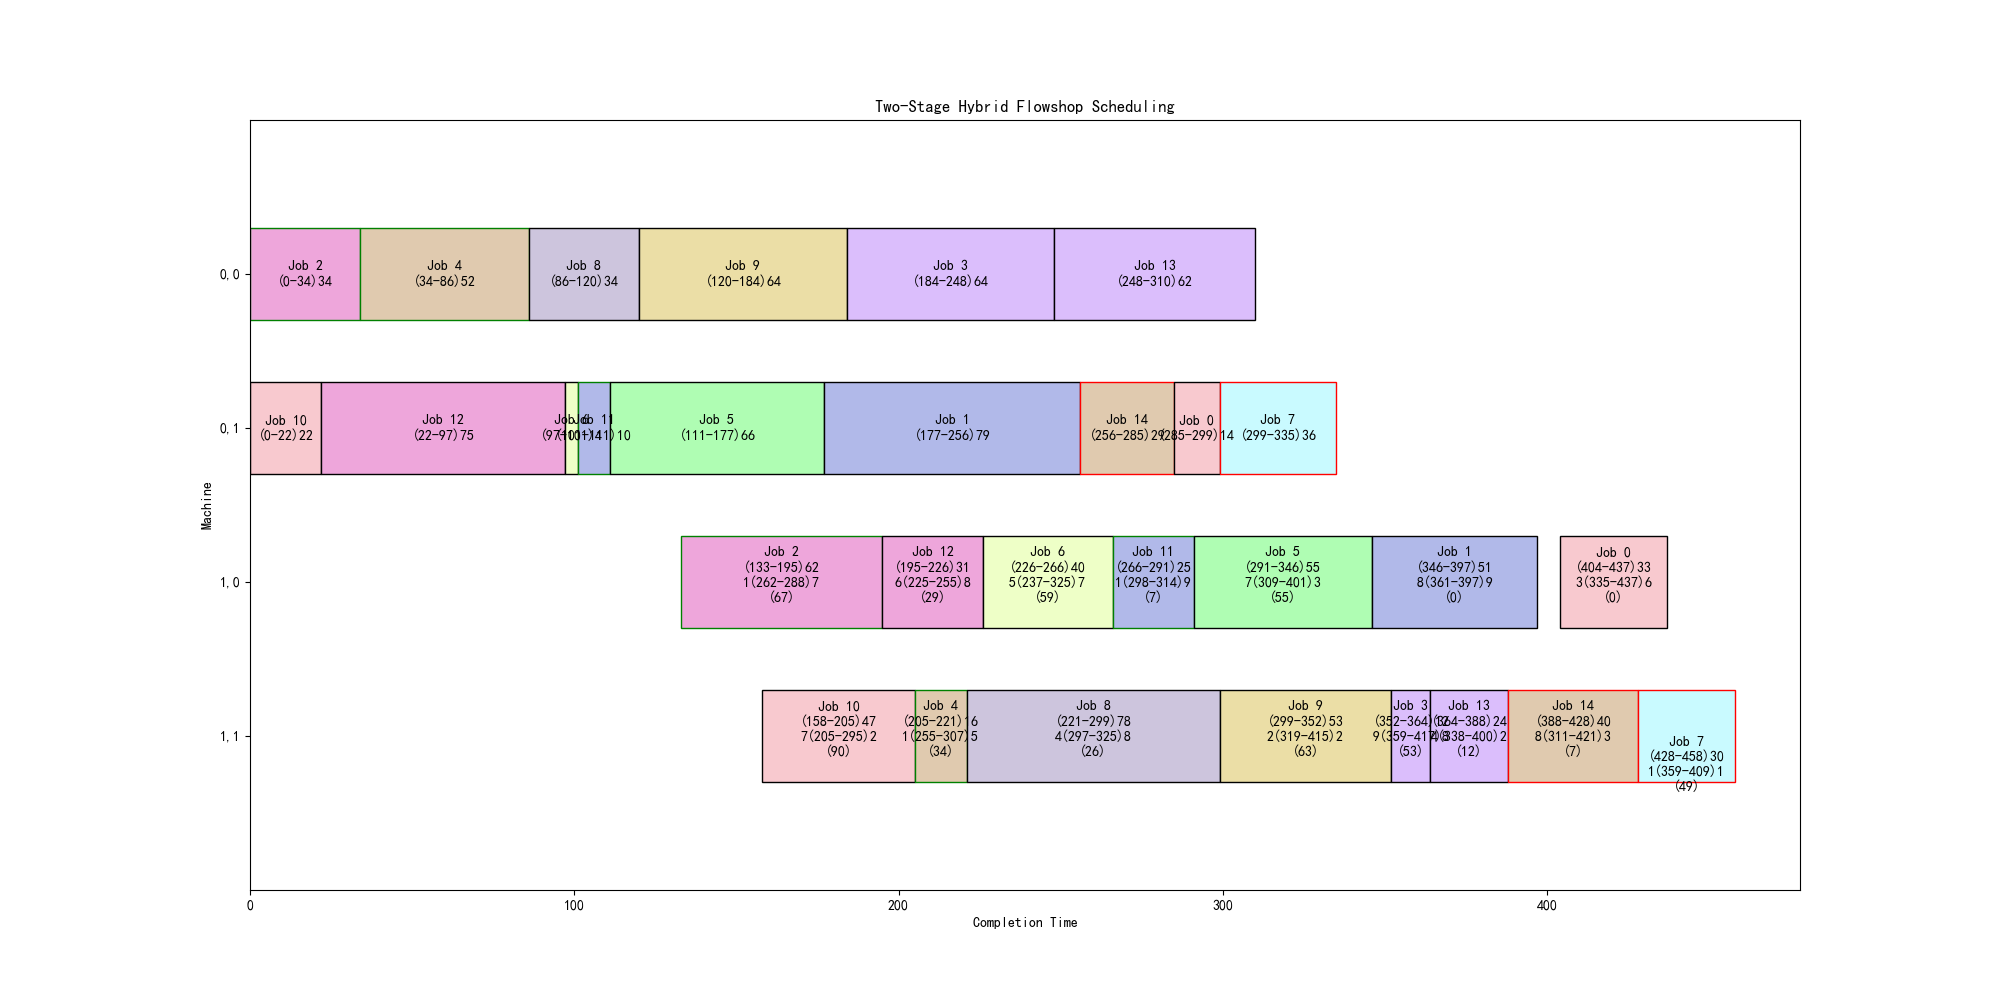 Two-Stage Hybrid Flowshop Scheduling
Machine
0,0
Job 2
(0-34)34
Job 4
(34-86)52
Job 8
(86-120)34
Job 9
(120-184)64
Job 3
(184-248)64
Job 13
(248-310)62
0,1
Job 10
(0-22)22
Job 12
(22-97)75
Job 6
(97-101)4
Job 11
(101-111)10
Job 5
(111-177)66
Job 1
(177-256)79
Job 14
(256-285)29
Job 0
(285-299)14
Job 7
(299-335)36
1,0
Job 2
(133-195)62
1(262-288)7
(67)
Job 12
(195-226)31
6(225-255)8
(29)
Job 6
(226-266)40
5(237-325)7
(59)
Job 11
(266-291)25
1(298-314)9
(7)
Job 5
(291-346)55
7(309-401)3
(55)
Job 1
(346-397)51
8(361-397)9
(0)
Job 0
(404-437)33
3(335-437)6
(0)
1,1
Job 10
(158-205)47
7(205-295)2
(90)
Job 4
(205-221)16
1(255-307)5
(34)
Job 8
(221-299)78
4(297-325)8
(26)
Job 9
(299-352)53
2(319-415)2
(63)
Job 3
(352-364)12
9(359-417)8
(53)
Job 13
(364-388)24
(338-400)2
(12)
Job 14
(388-428)40
8(311-421)3
(7)
Job 7
(428-458)30
1(359-409)1
(49)
0
100
200
300
400
Completion Time